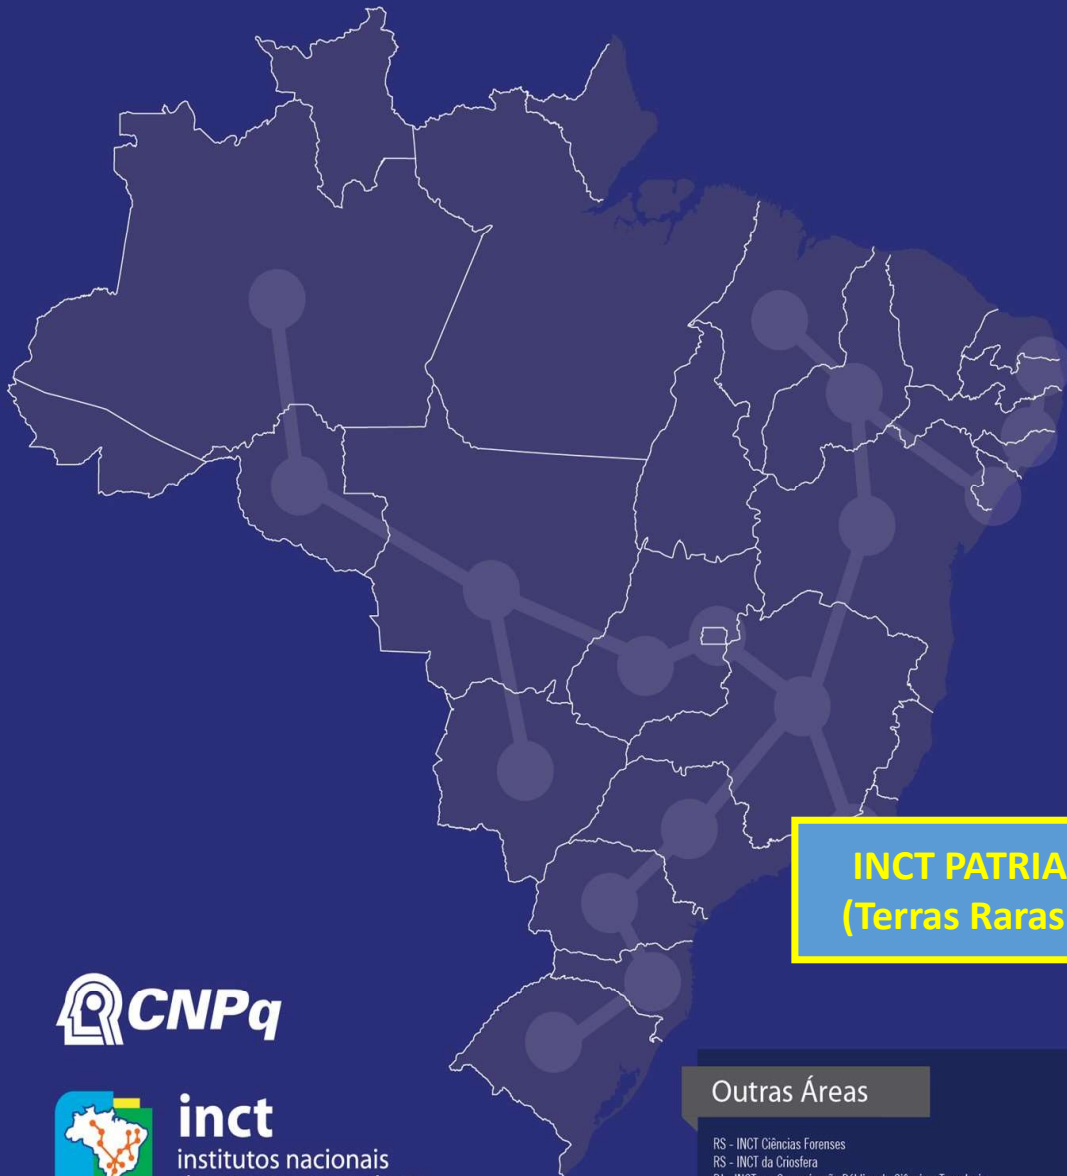 INCT PATRIA
(Terras Raras
CNPq
inct
institutos nacionais
Outras Áreas
RS - INCT Ciências Forenses
RS - INCT da Criosfera